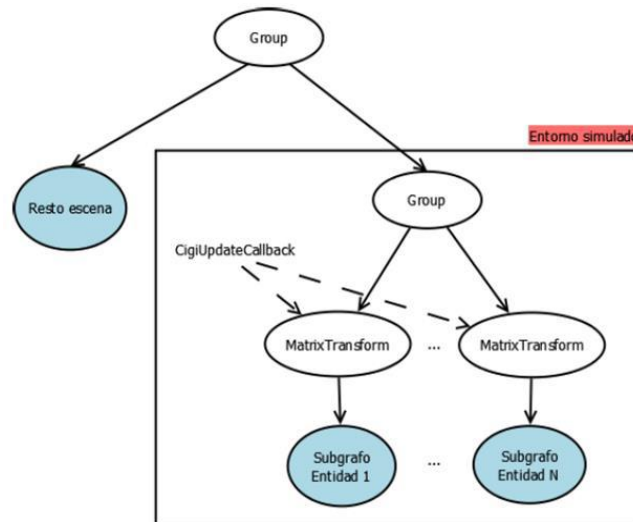 Group
Entorno simulado
Resto escena
Group
CigiUpdateCallback
MatrixTransform
...
MatrixTransform
Subgrafo
Entidad 1
...
Subgrafo
Entidad N